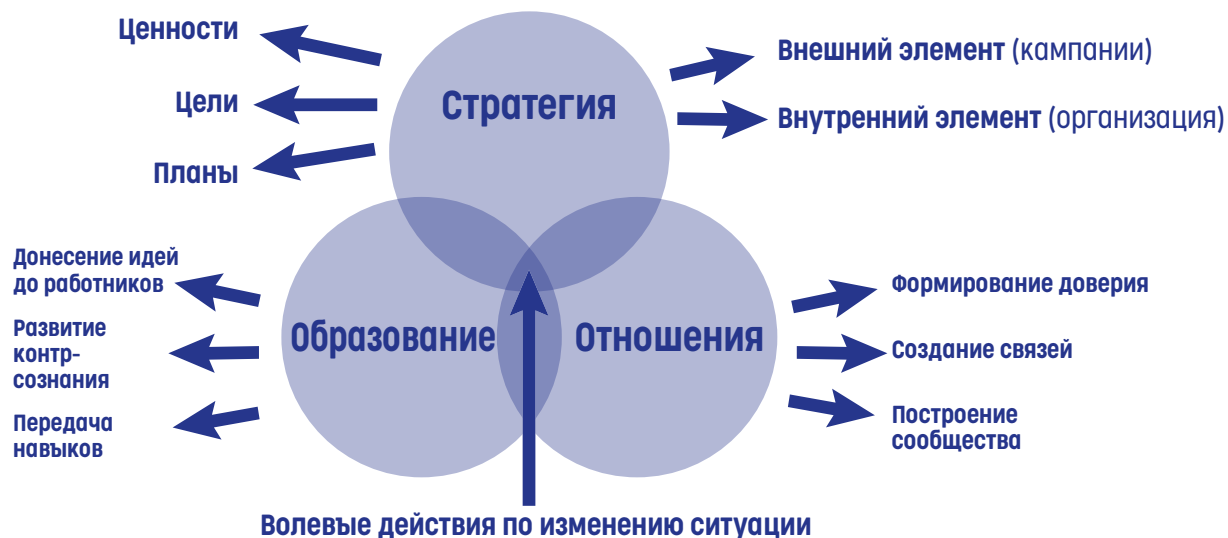 Ценности
Цели
Планы
Стратегия
Внешний элемент (кампании)
Внутренний элемент (организация)
Донесение идей
до работников
Развитие
контр-
сознания
Передача
навыков
Образование
Отношения
Формирование доверия
Создание связей
Построение
сообщества
Волевые действия по изменению ситуации